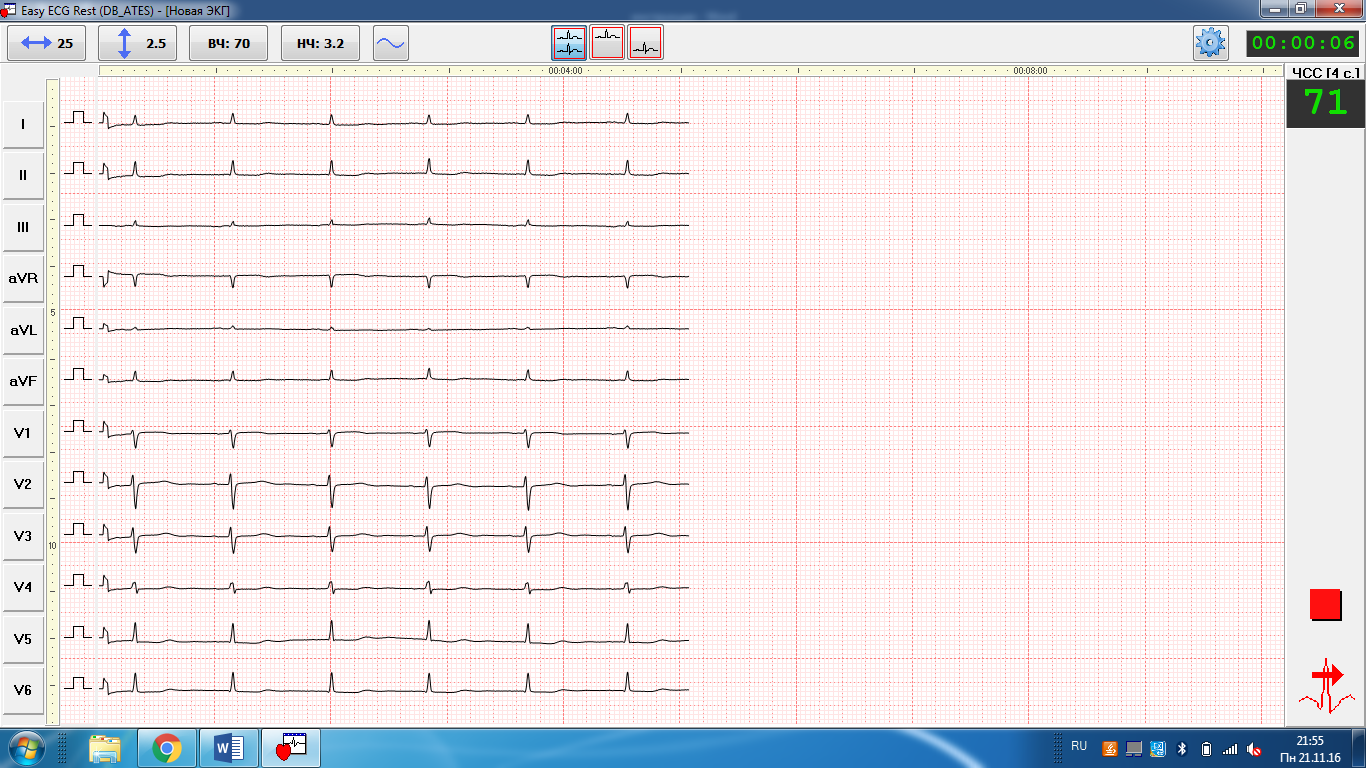 Easy ECG Rest (DB_ATES) - [Новая ЭКГ]
25
2.5
ВЧ: 70
НЧ: 3.2
00:00:06
00:04:00
00:08:00
ЧСС [4 с.]
71
I
II
III
aVR
5
aVL
aVF
V1
V2
V3
10
V4
V5
V6
RU
21:55
Пн 21.11.16